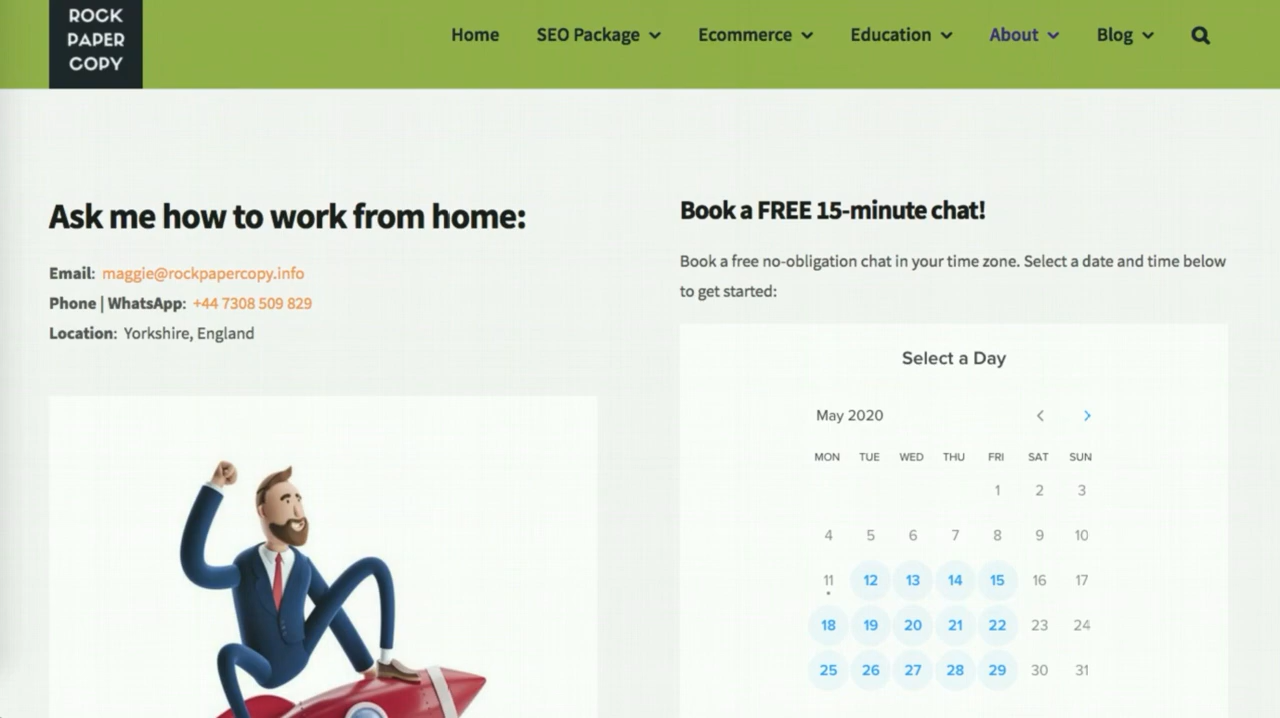 ROCK
PAPER
COPY
Home SEO Package Ecommerce Education About Blog
Ask me how to work from home:
Email: maggie@rockpapercopy.info
Phone | WhatsApp: +44 7308 509 829
Location: Yorkshire, England
Book a FREE 15-minute chat!
Book a free no-obligation chat in your time zone. Select a date and time below
to get started:
Select a Day
May 2020
MON TUE WED THU FRI SAT SUN
1 2 3
4 5 6 7 8 9 10
11 12 13 14 15 16 17
18 19 20 21 22 23 24
25 26 27 28 29 30 31